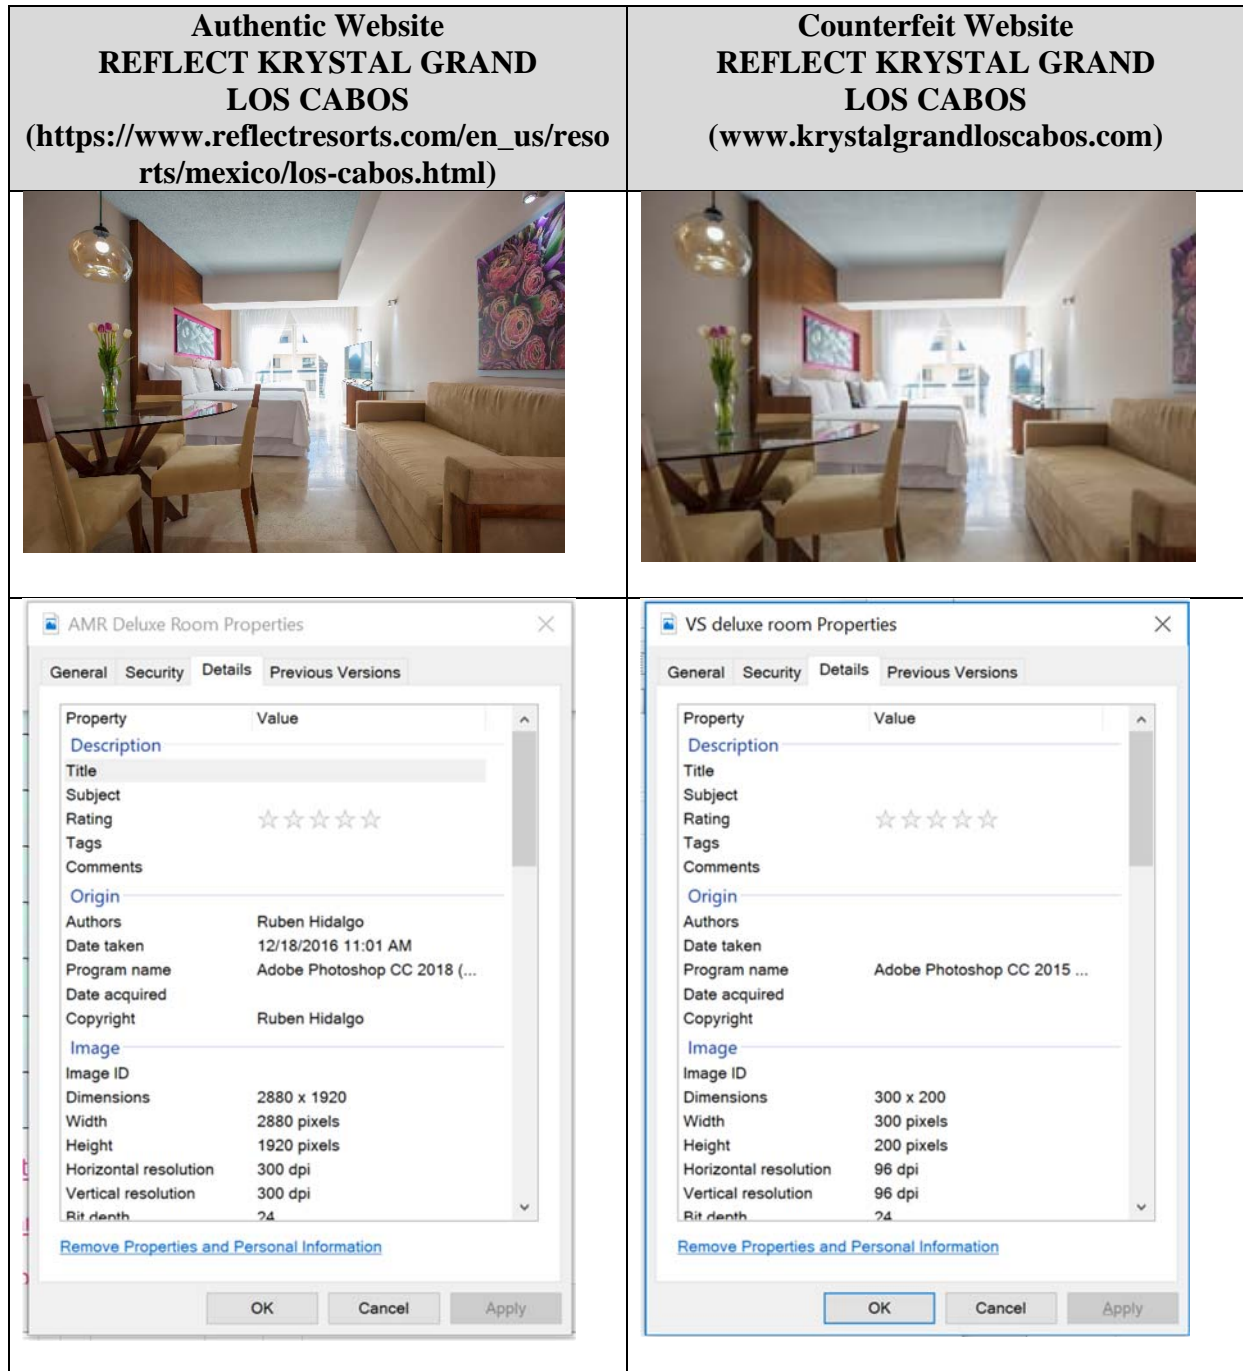 Authentic Website
REFLECT KRYSTAL GRAND
LOS CABOS
(https://www.reflectresorts.com/en_us/reso
rts/mexico/los-cabos.html)
Counterfeit Website
REFLECT KRYSTAL GRAND
LOS CABOS
(www.krystalgrandloscabos.com)
AMR Deluxe Room Properties
General Security Details Previous Versions
Property Value
Description
Title
Subject
Rating
Tags
Comments
Origin
Authors Ruben Hidalgo
Date taken 12/18/2016 11:01 AM
Program name Adobe Photoshop CC 2018 (...
Date acquired
Copyright Ruben Hidalgo
Image
Image ID
Dimensions 2880 x 1920
Width 2880 pixels
Height 1920 pixels
Horizontal resolution 300 dpi
Vertical resolution 300 dpi
Bit depth 24
Remove Properties and Personal Information
OK Cancel Apply
VS deluxe room Properties
General Security Details Previous Versions
Property Value
Description
Title
Subject
Rating
Tags
Comments
Origin
Authors
Date taken
Program name Adobe Photoshop CC 2015 ...
Date acquired
Copyright
Image
Image ID
Dimensions 300 x 200
Width 300 pixels
Height 200 pixels
Horizontal resolution 96 dpi
Vertical resolution 96 dpi
Bit depth 24
Remove Properties and Personal Information
OK Cancel Apply